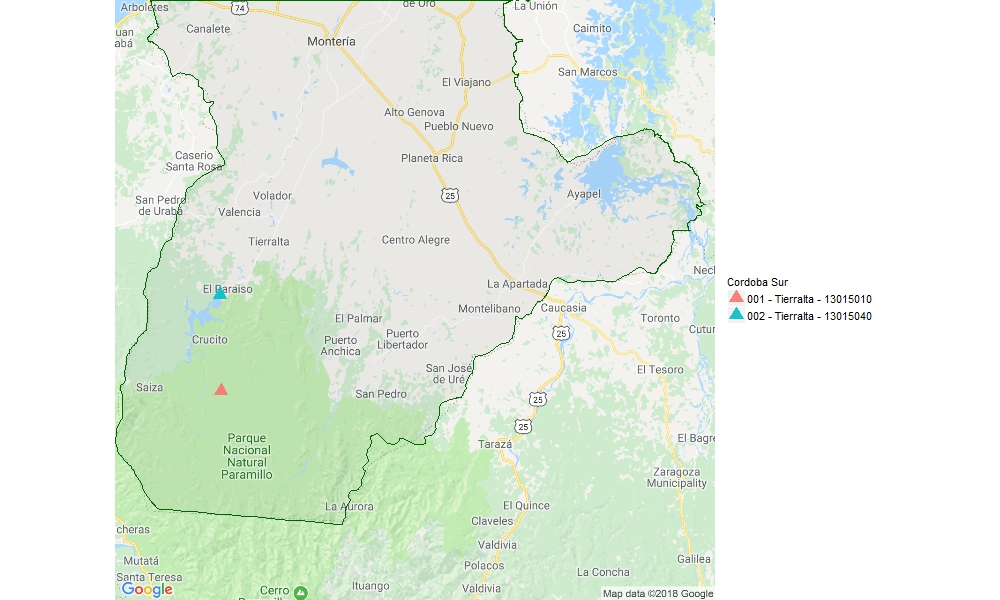 Arboletes
74
de Oro
La Unión
Canalete
Caimito
uan
abá
Montería
San Marcos
El Viajano
Alto Genova
Pueblo Nuevo
Caserio
Santa Rosa
Planeta Rica
25
Volador
Ayapel
San Pedro
de Urabá
Valencia
Tierralta
Centro Alegre
Nech
El Paraiso
La Apartada
Cordoba Sur
001 - Tierralta - 13015010
002 - Tierralta - 13015040
Montelibano
Caucasia
El Palmar
Toronto
Cutur
Crucito
Puerto
Anchica
Puerto
Libertador
25
San José
de Uré
El Tesoro
Saiza
San Pedro
25
25
Parque
Nacional
Natural
Paramillo
Taraza
El Bagre
Zaragoza
Municipality
La Aurora
El Quince
Claveles
cheras
Valdivia
Mutatá
Polacos
Galilea
Santa Teresa
La Concha
Ituango
Valdivia
Google
Cerro
Map data ©2018 Google